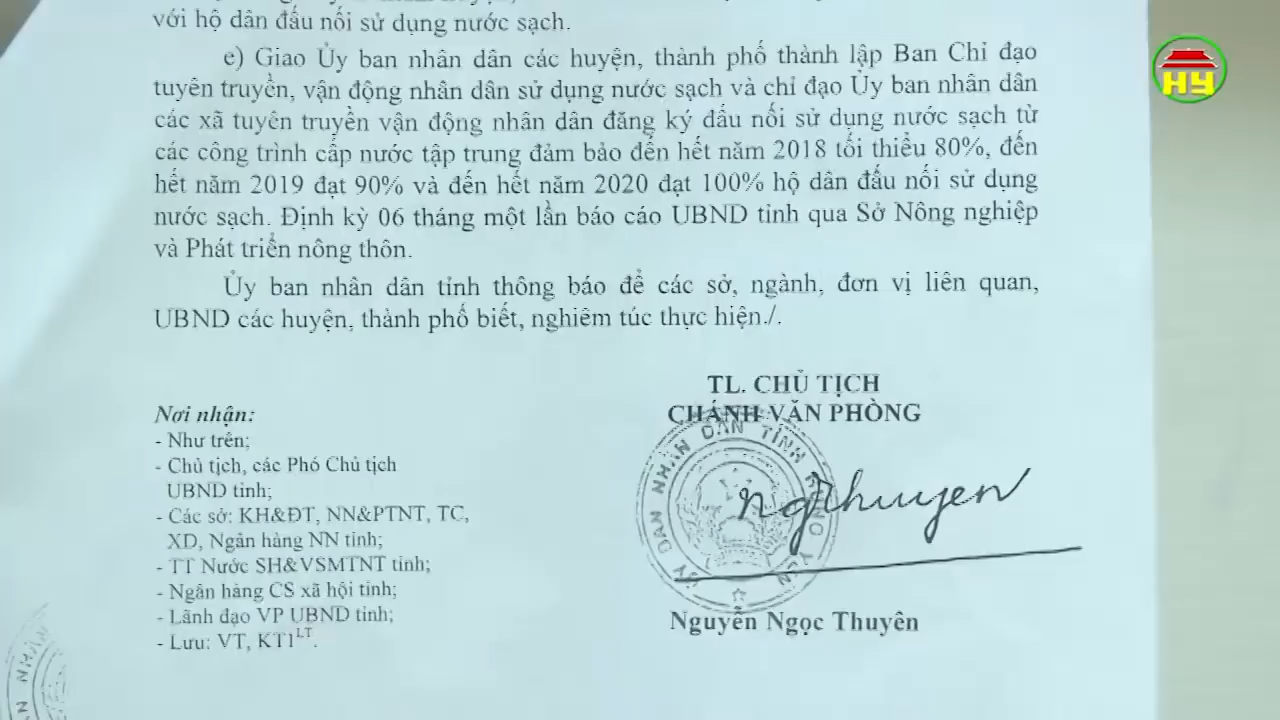 với hộ dân đấu nối sử dụng nước sạch.
e) Giao Ủy ban nhân dân các huyện, thành phố thành lập Ban Chỉ đạo
tuyên truyền, vận động nhân dân sử dụng nước sạch và chỉ đạo Ủy ban nhân dân
các xã tuyên truyền vận động nhân dân đăng ký đấu nối sử dụng nước sạch từ
các công trình cấp nước tập trung đảm bảo đến hết năm 2018 tối thiểu 80%, đến
hết năm 2019 đạt 90% và đến hết năm 2020 đạt 100% hộ dân đấu nối sử dụng
nước sạch. Định kỳ 06 tháng một lần báo cáo UBND tỉnh qua Sở Nông nghiệp
và Phát triển nông thôn.
Ủy ban nhân dân tỉnh thông báo để các sở, ngành, đơn vị liên quan,
UBND các huyện, thành phố biết, nghiêm túc thực hiện./.
TL. CHỦ TỊCH
CHÁNH VĂN PHÒNG
ỦY BAN NHÂN DÂN TỈNH HƯNG YÊN
ngThuyen
Nguyễn Ngọc Thuyên
Nơi nhận:
- Như trên;
- Chủ tịch, các Phó Chủ tịch
UBND tỉnh;
- Các sở: KH&ĐT, NN&PTNT, TC,
XD, Ngân hàng NN tỉnh;
- TT Nước SH&VSMTNT tỉnh;
- Ngân hàng CS xã hội tỉnh;
- Lãnh đạo VP UBND tỉnh;
- Lưu: VT, KT1LT.
HY